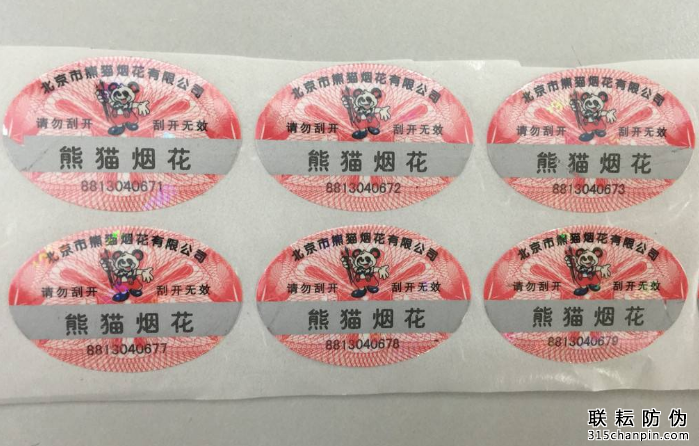 北京市熊猫烟花有限公司
请勿刮开 刮开无效
熊猫烟花
8813040671
北京市熊猫烟花有限公司
请勿刮开 刮开无效
熊猫烟花
8813040672
北京市熊猫烟花有限公司
请勿刮开 刮开无效
熊猫烟花
8813040673
北京市熊猫烟花有限公司
请勿刮开 刮开无效
熊猫烟花
8813040677
北京市熊猫烟花有限公司
请勿刮开 刮开无效
熊猫烟花
8813040678
北京市熊猫烟花有限公司
请勿刮开 刮开无效
熊猫烟花
8813040679
联耘防伪
315chanpin.com